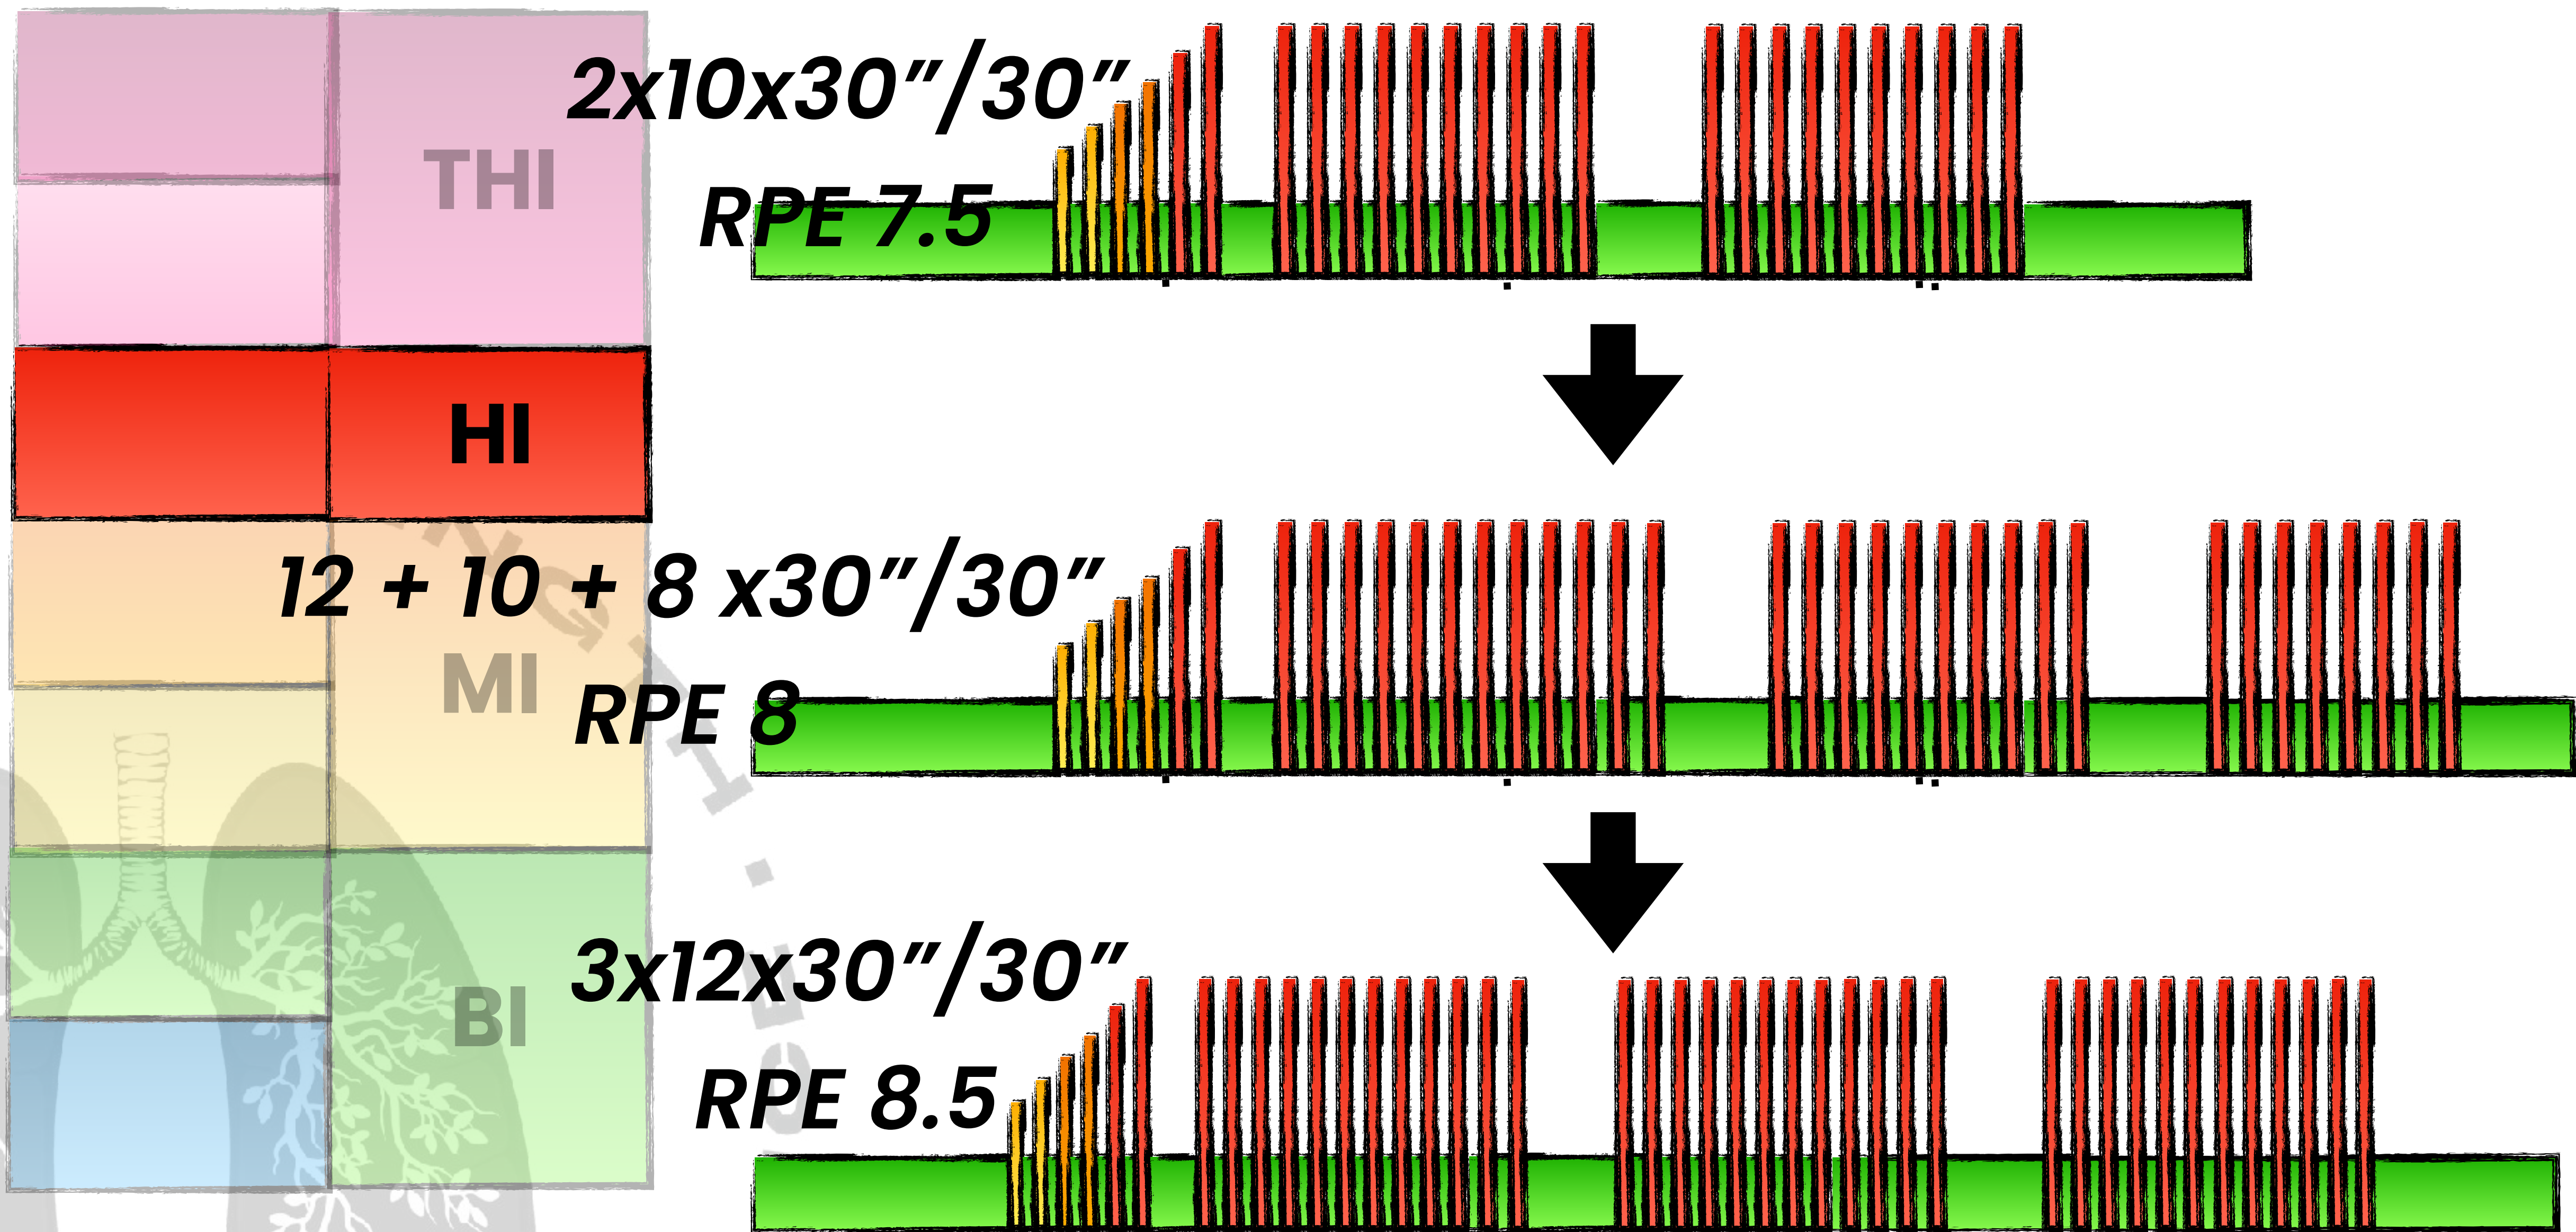 THI
HI
MI
BI
2x10x30”/30”
RPE 7.5
12 + 10 + 8 x30”/30”
RPE 8
3x12x30”/30”
RPE 8.5